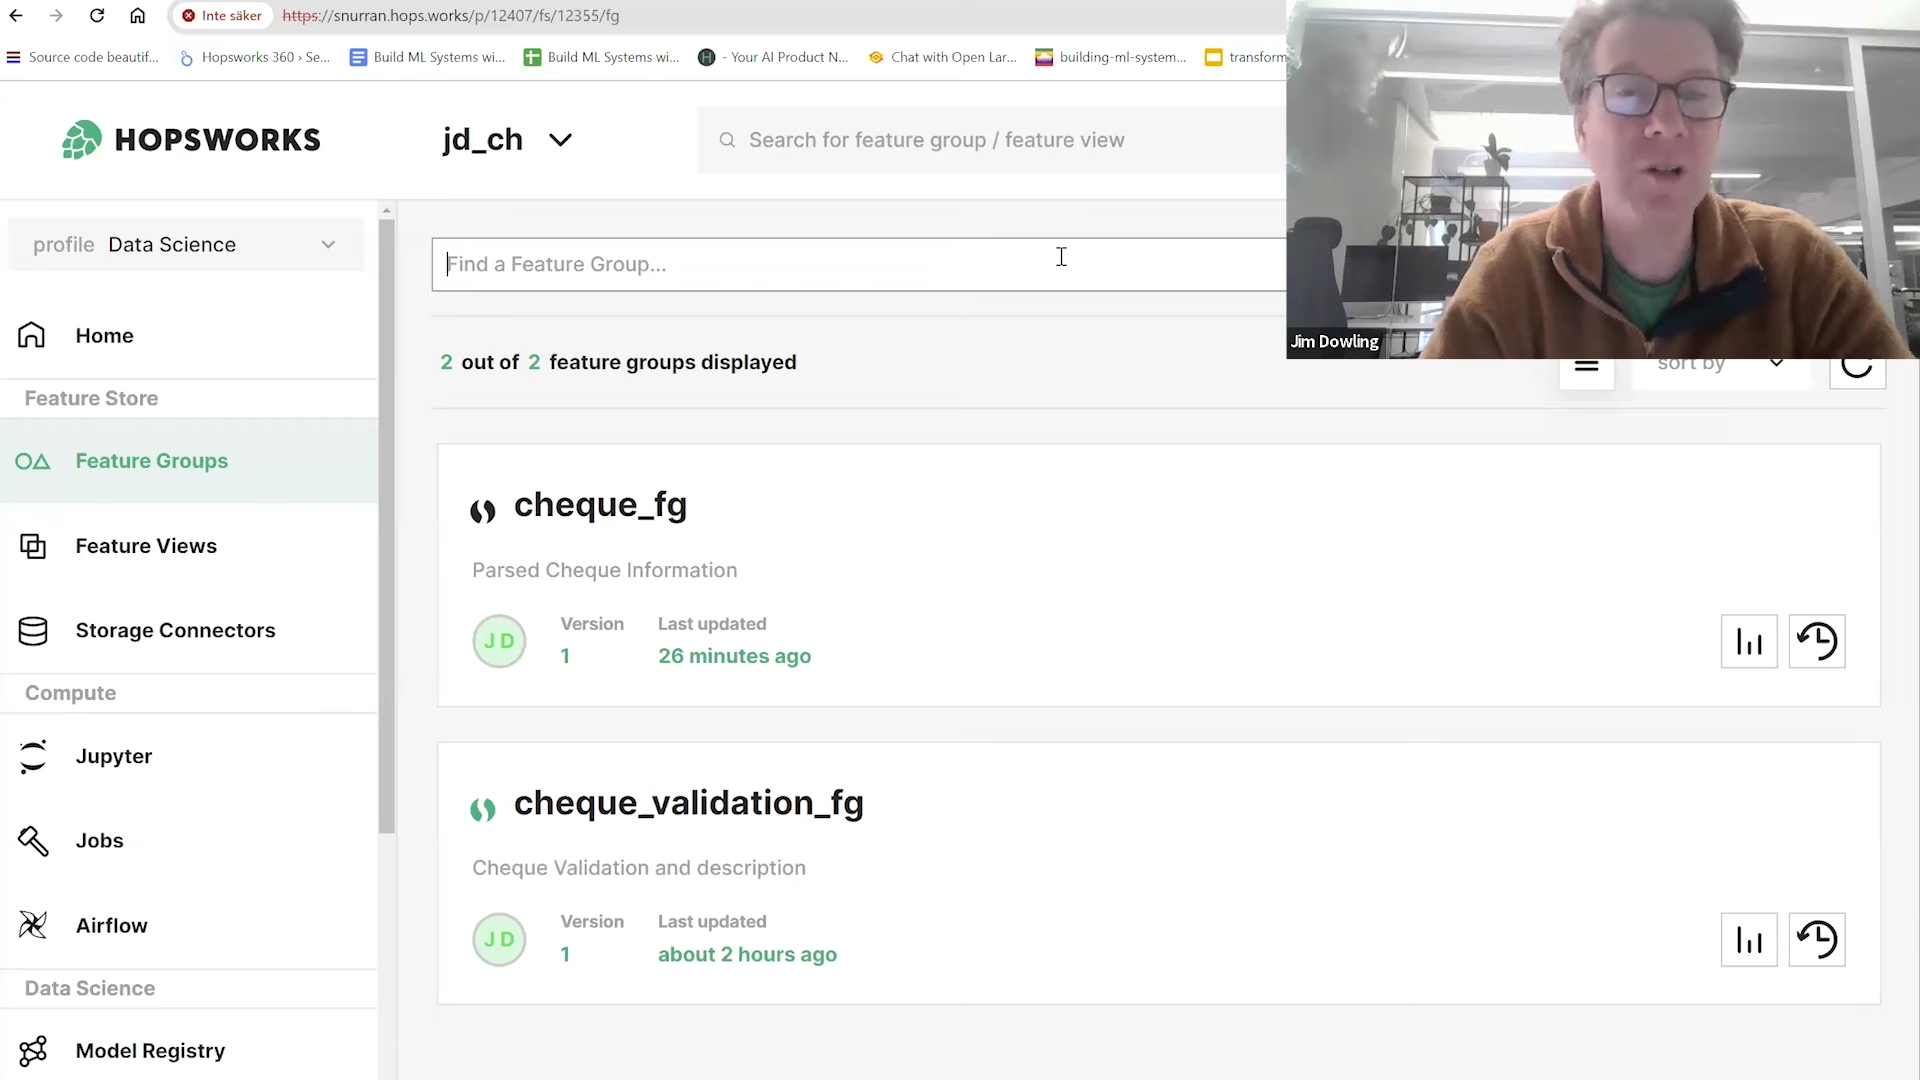 Inte säker https://snurran.hops.works/p/12407/fs/12355/fg
Source code beautif... Hopsworks 360 › Se... Build ML Systems wi... Build ML Systems wi... - Your AI Product N... Chat with Open Lar... building-ml-system... transform
HOPSWORKS
jd_ch
Search for feature group / feature view
profile Data Science
Home
Feature Store
Feature Groups
Feature Views
Storage Connectors
Compute
Jupyter
Jobs
Airflow
Data Science
Model Registry
Find a Feature Group...
2 out of 2 feature groups displayed
sort by
cheque_fg
Parsed Cheque Information
JD
Version
1
Last updated
26 minutes ago
cheque_validation_fg
Cheque Validation and description
JD
Version
1
Last updated
about 2 hours ago
Jim Dowling